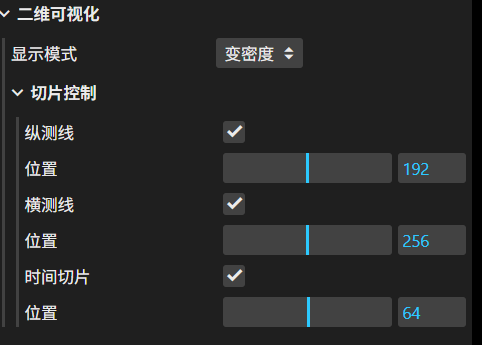 二维可视化
显示模式 变密度
切片控制
纵测线
位置 192
横测线
位置 256
时间切片
位置 64